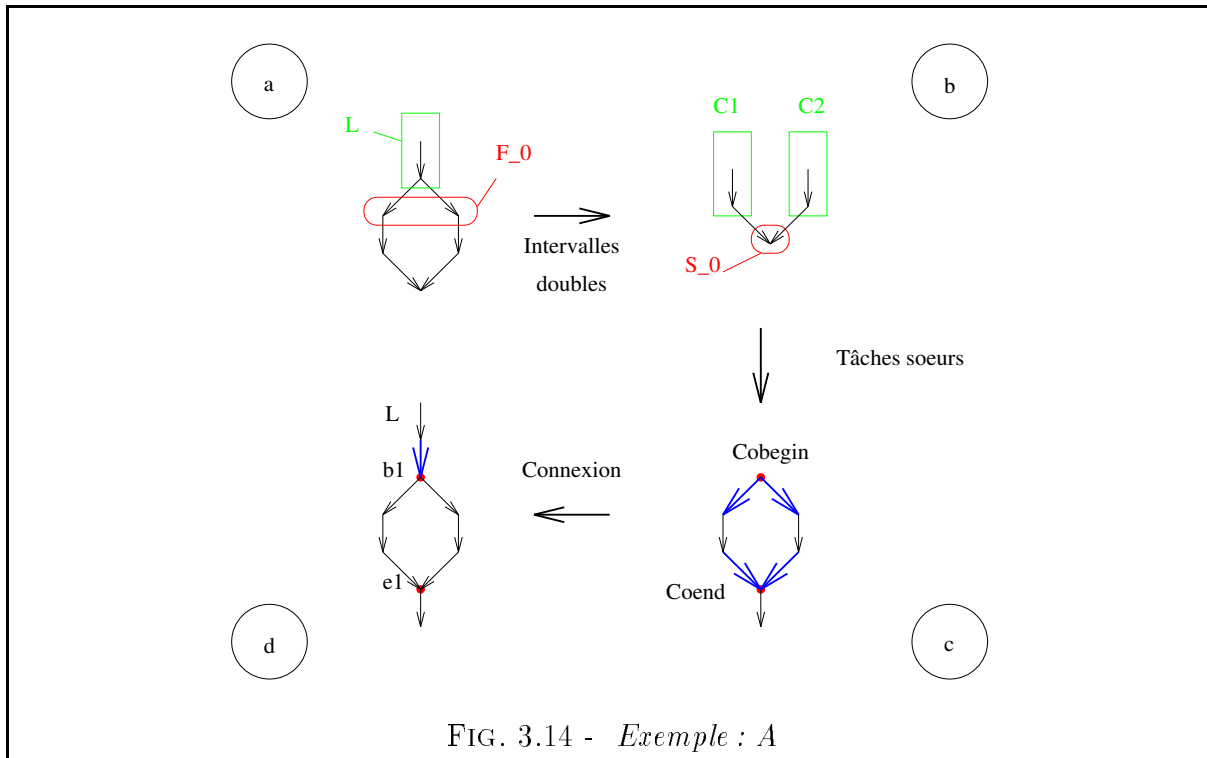 a
b
C1 C2
L
F_0
Intervalles
doubles
S_0
Tâches soeurs
L
Cobegin
b1
Connexion
e1
Coend
d
c
FIG. 3.14 - Exemple : A